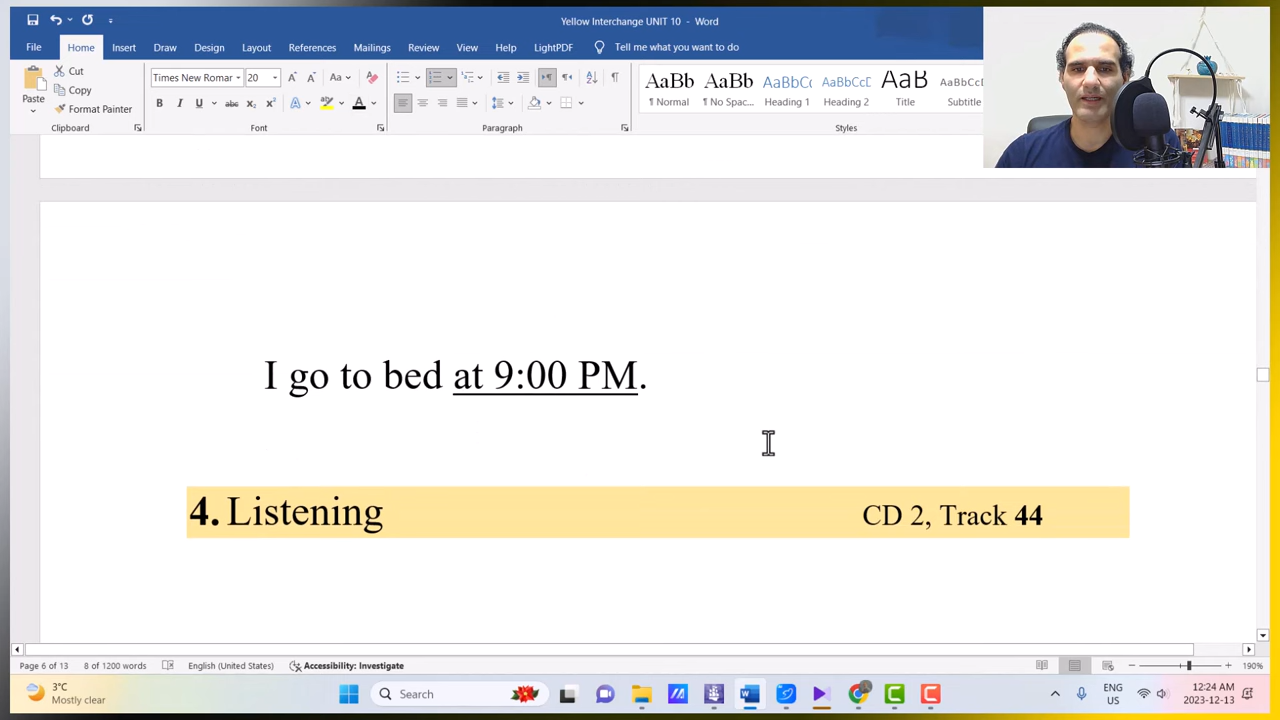 Yellow Interchange UNIT 10 - Word
File Home Insert Draw Design Layout References Mailings Review View Help LightPDF Tell me what you want to do
Paste
Cut
Copy
Format Painter
Clipboard
Times New Romar 20
Font
Paragraph
AaBb AaBb AaBbCc AaBbCcD AaB AaBbCcD
¶ Normal ¶ No Spac... Heading 1 Heading 2 Title Subtitle
Styles
I go to bed at 9:00 PM.
4. Listening CD 2, Track 44
Page 6 of 13 8 of 1200 words English (United States) Accessibility: Investigate 190%
3°C
Mostly clear
Search
ENG
US
12:24 AM
2023-12-13